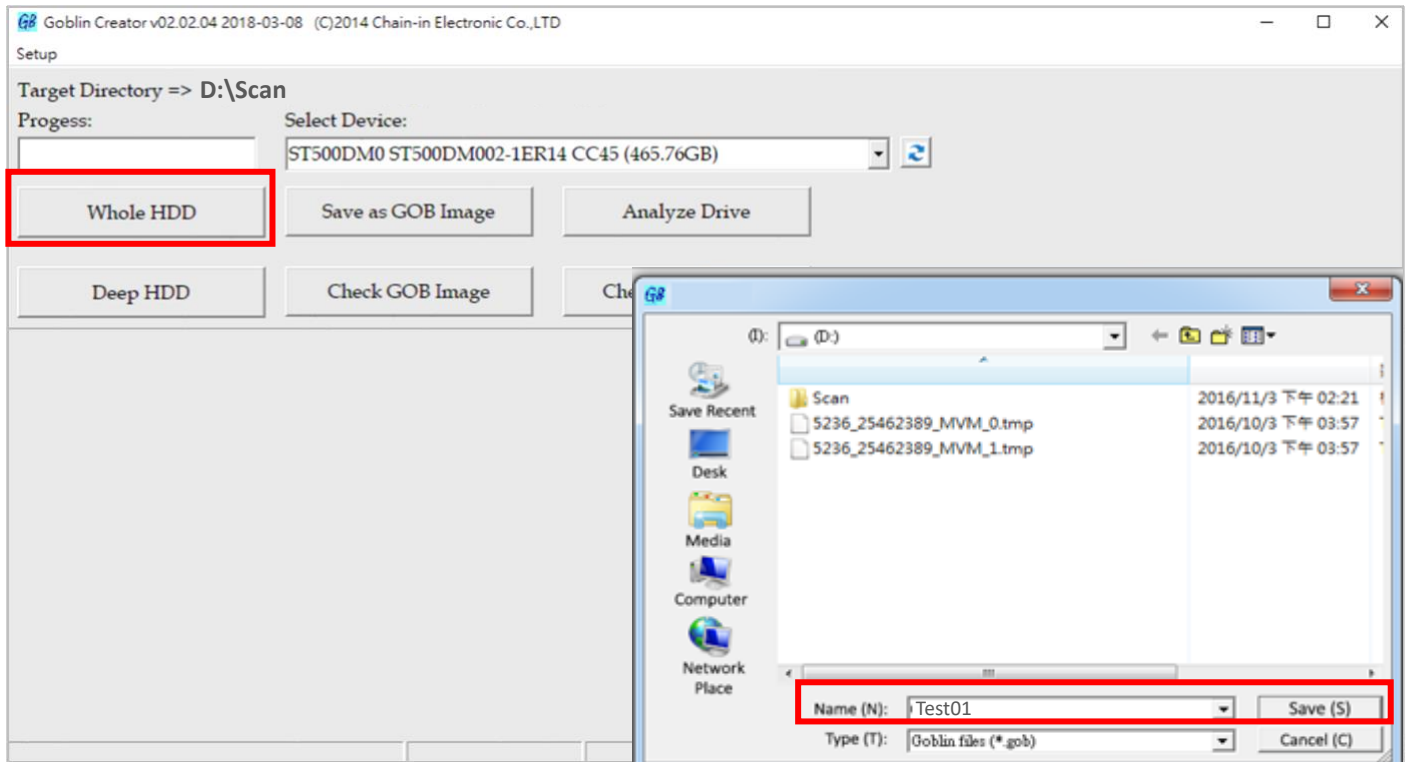 GB Goblin Creator v02.02.04 2018-03-08 (C)2014 Chain-in Electronic Co.,LTD
Setup
Target Directory => D:\Scan
Progess:
Select Device:
ST500DM0 ST500DM002-1ER14 CC45 (465.76GB)
Whole HDD
Save as GOB Image
Analyze Drive
Deep HDD
Check GOB Image
Che
GB
(I):
(D:)
Save Recent
Desk
Media
Computer
Network
Place
Scan 2016/11/3 下午 02:21
5236_25462389_MVM_0.tmp 2016/10/3 下午 03:57
5236_25462389_MVM_1.tmp 2016/10/3 下午 03:57
Name (N): Test01 Save (S)
Type (T): Goblin files (*.gob) Cancel (C)